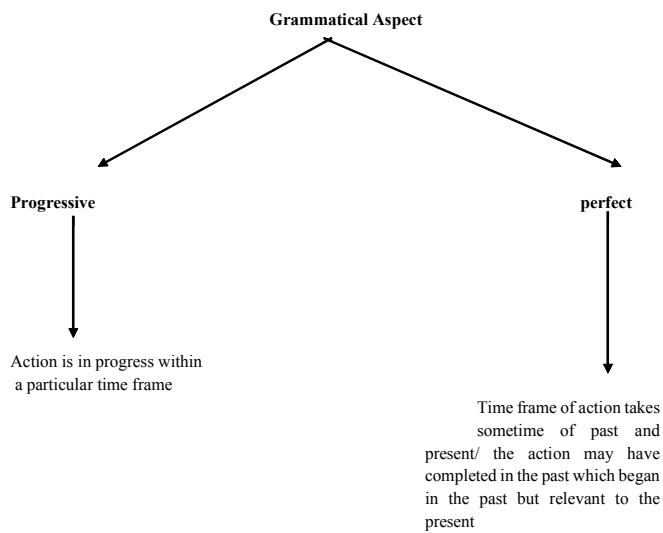 Grammatical Aspect
Progressive
perfect
Action is in progress within
a particular time frame
Time frame of action takes
sometime of past and
present/ the action may have
completed in the past which began
in the past but relevant to the
present